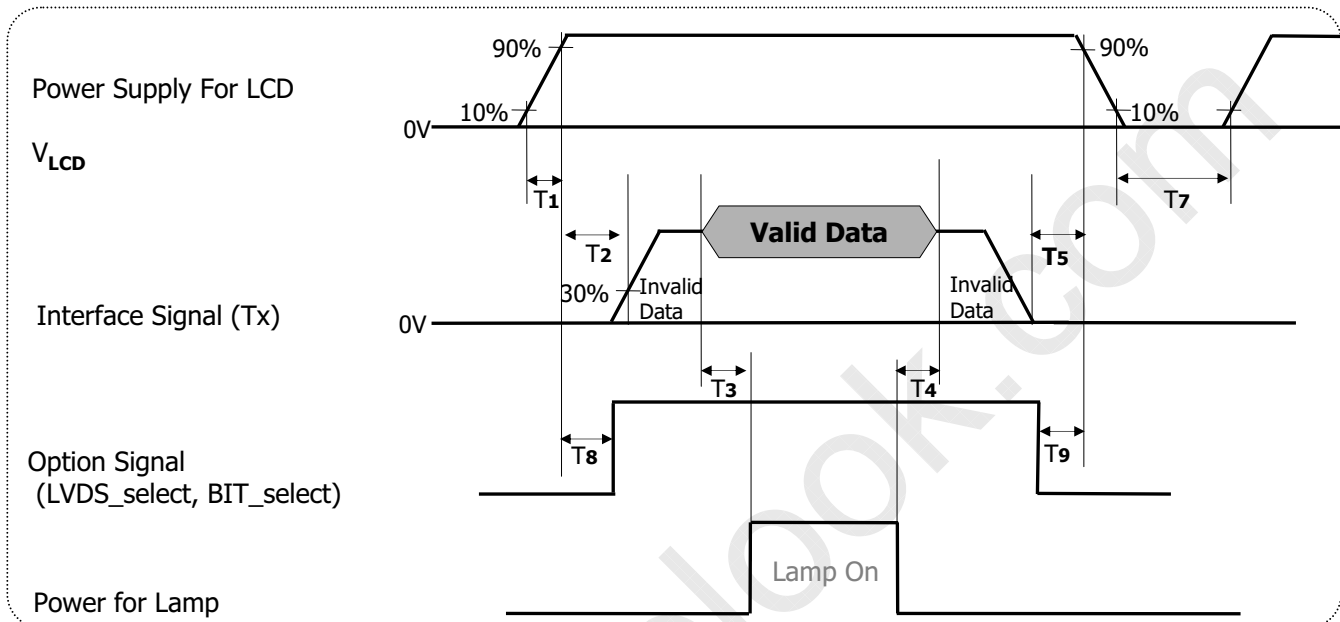 90%
90%
Power Supply For LCD
10%
10%
0V
VLCD
T1
T7
Valid Data
T2
T5
30%
Invalid
Data
Invalid
Data
Interface Signal (Tx)
0V
T3
T4
T8
T9
Option Signal
(LVDS_select, BIT_select)
Lamp On
Power for Lamp
look.com